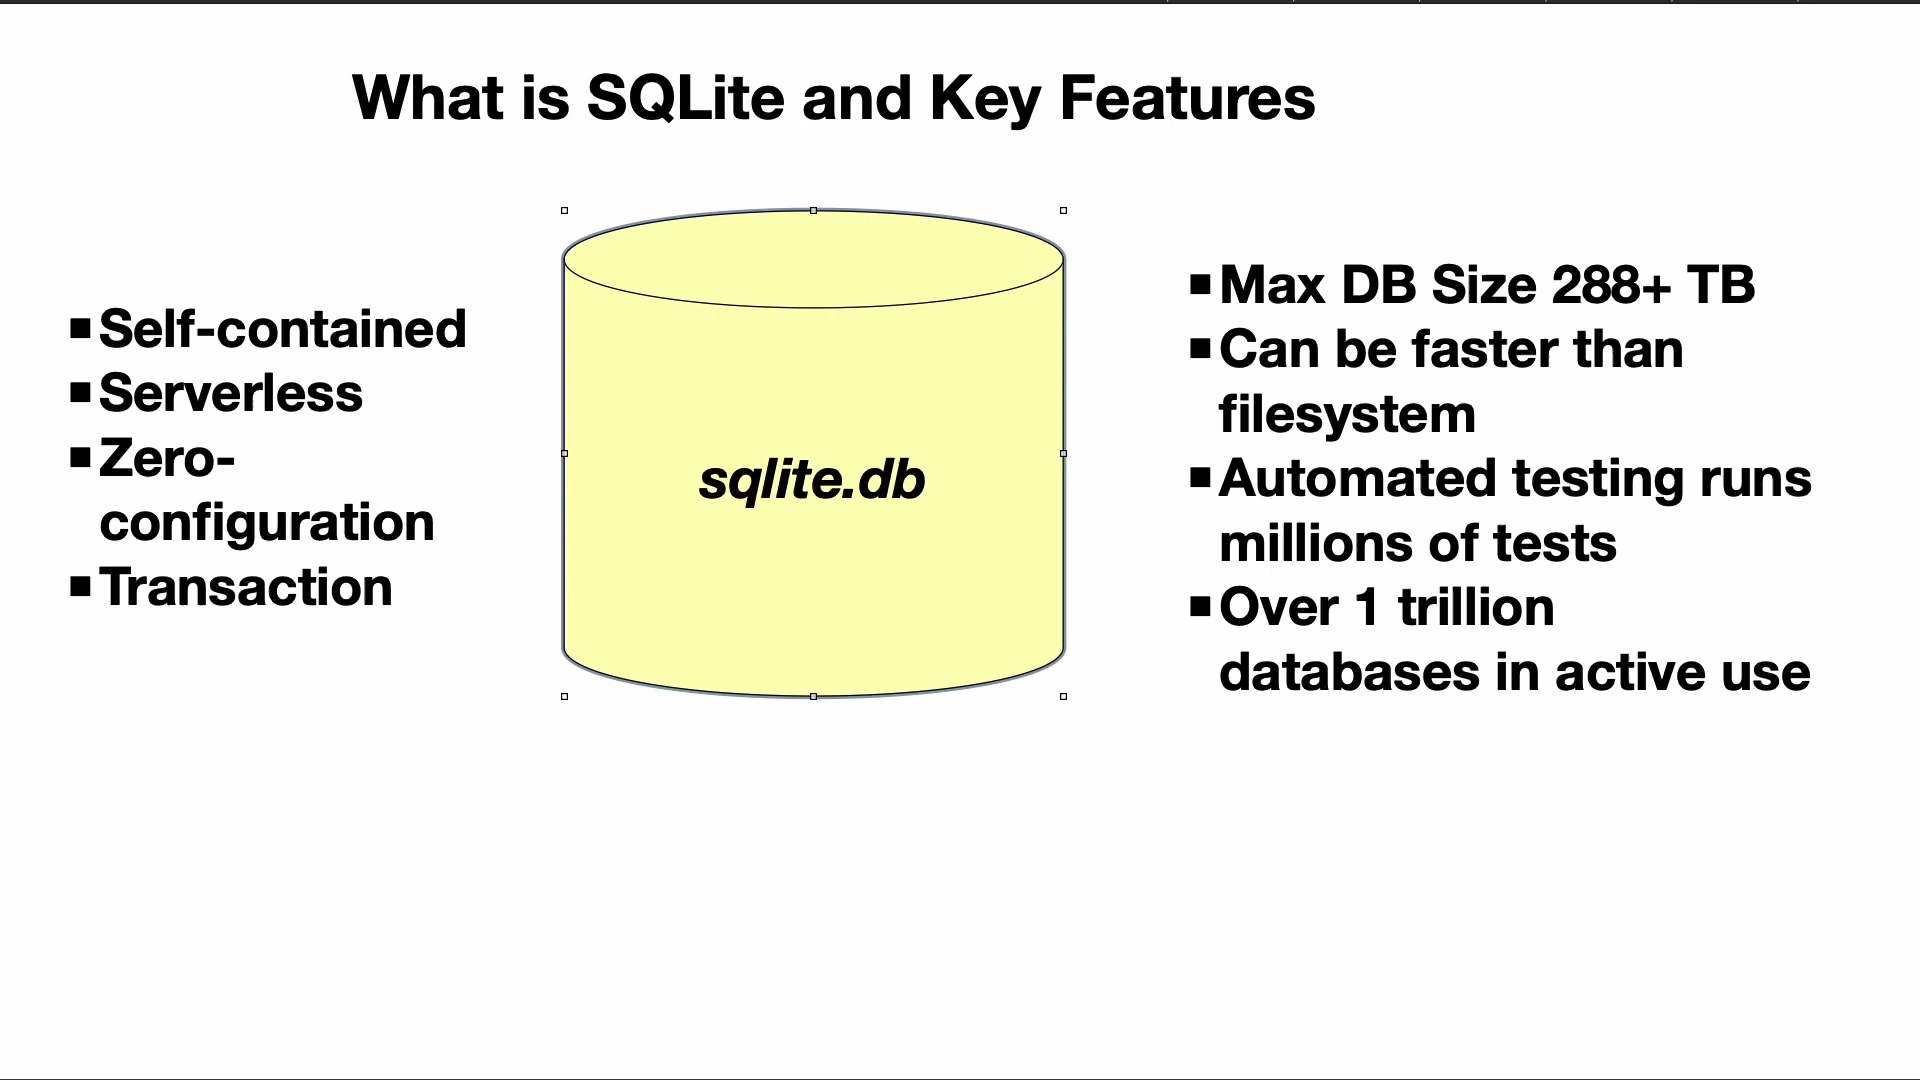 What is SQLite and Key Features
▪Self-contained
▪Serverless
▪Zero-
configuration
▪Transaction
sqlite.db
▪Max DB Size 288+ TB
▪Can be faster than
filesystem
▪Automated testing runs
millions of tests
▪Over 1 trillion
databases in active use